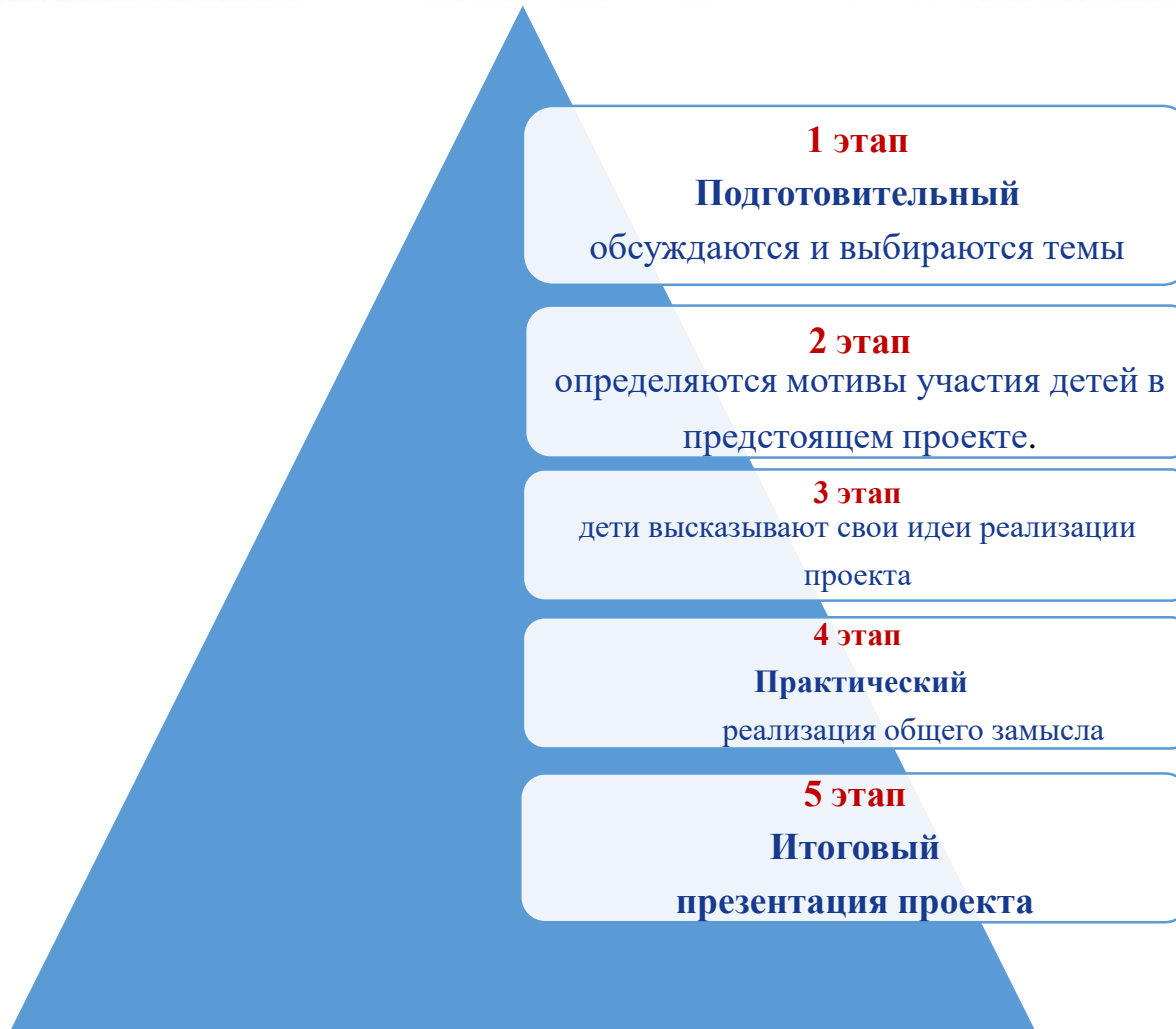 1 этап
Подготовительный
обсуждаются и выбираются темы
2 этап
определяются мотивы участия детей в
предстоящем проекте.
3 этап
дети высказывают свои идеи реализации
проекта
4 этап
Практический
реализация общего замысла
5 этап
Итоговый
презентация проекта